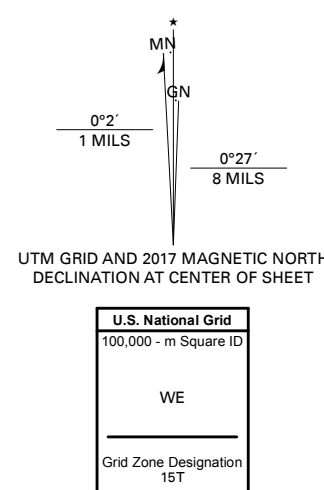 ★
MN
GN
0°2´
1 MILS
0°27´
8 MILS
UTM GRID AND 2017 MAGNETIC NORTH
DECLINATION AT CENTER OF SHEET
U.S. National Grid
100,000 - m Square ID
WE
Grid Zone Designation
15T